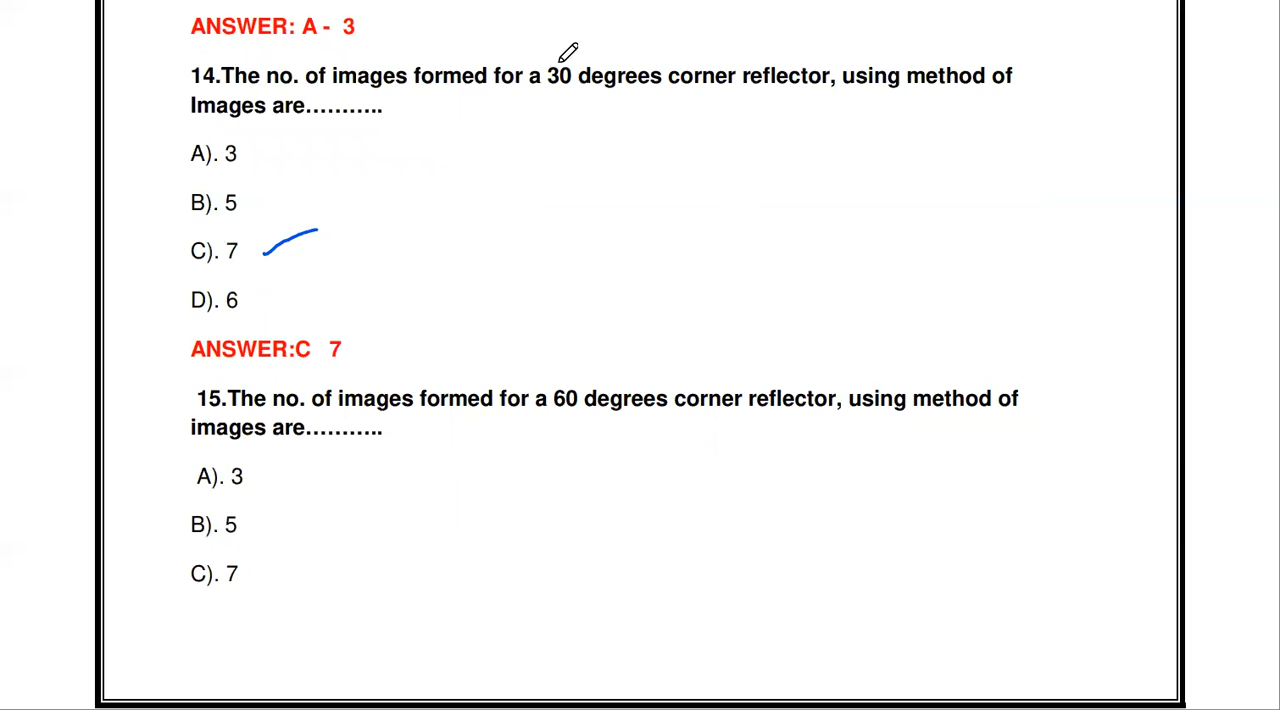 ANSWER: A - 3
14.The no. of images formed for a 30 degrees corner reflector, using method of
Images are………..
A). 3
B). 5
C). 7
D). 6
ANSWER:C 7
15.The no. of images formed for a 60 degrees corner reflector, using method of
images are………..
A). 3
B). 5
C). 7